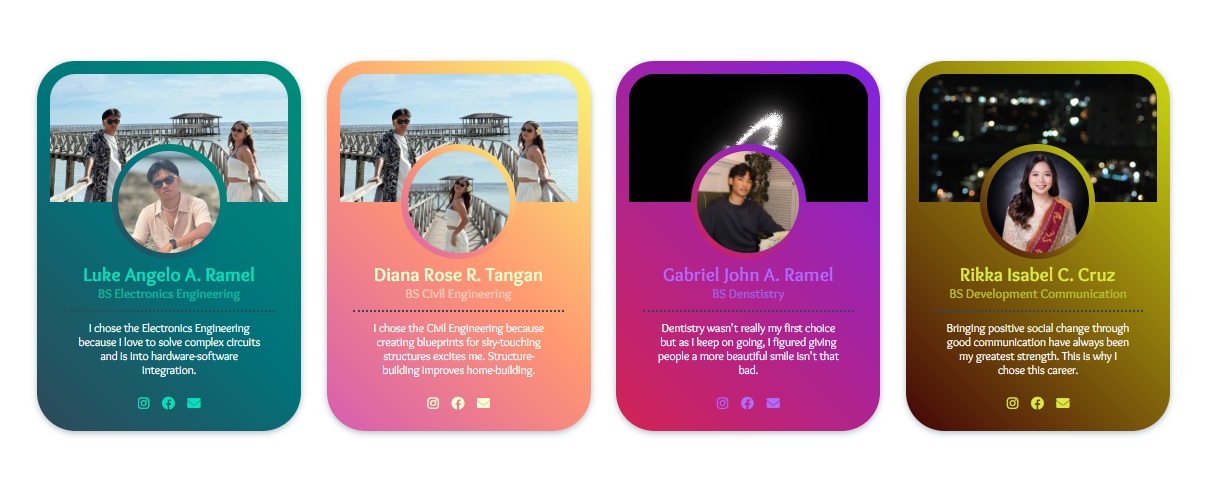 Luke Angelo A. Ramel
BS Electronics Engineering
I chose the Electronics Engineering
because I love to solve complex circuits
and is into hardware-software
integration.
Diana Rose R. Tangan
BS Civil Engineering
I chose the Civil Engineering because
creating blueprints for sky-touching
structures excites me. Structure-
building improves home-building.
Gabriel John A. Ramel
BS Denstistry
Dentistry wasn't really my first choice
but as I keep on going, I figured giving
people a more beautiful smile isn't that
bad.
Rikka Isabel C. Cruz
BS Development Communication
Bringing positive social change through
good communication have always been
my greatest strength. This is why I
chose this career.